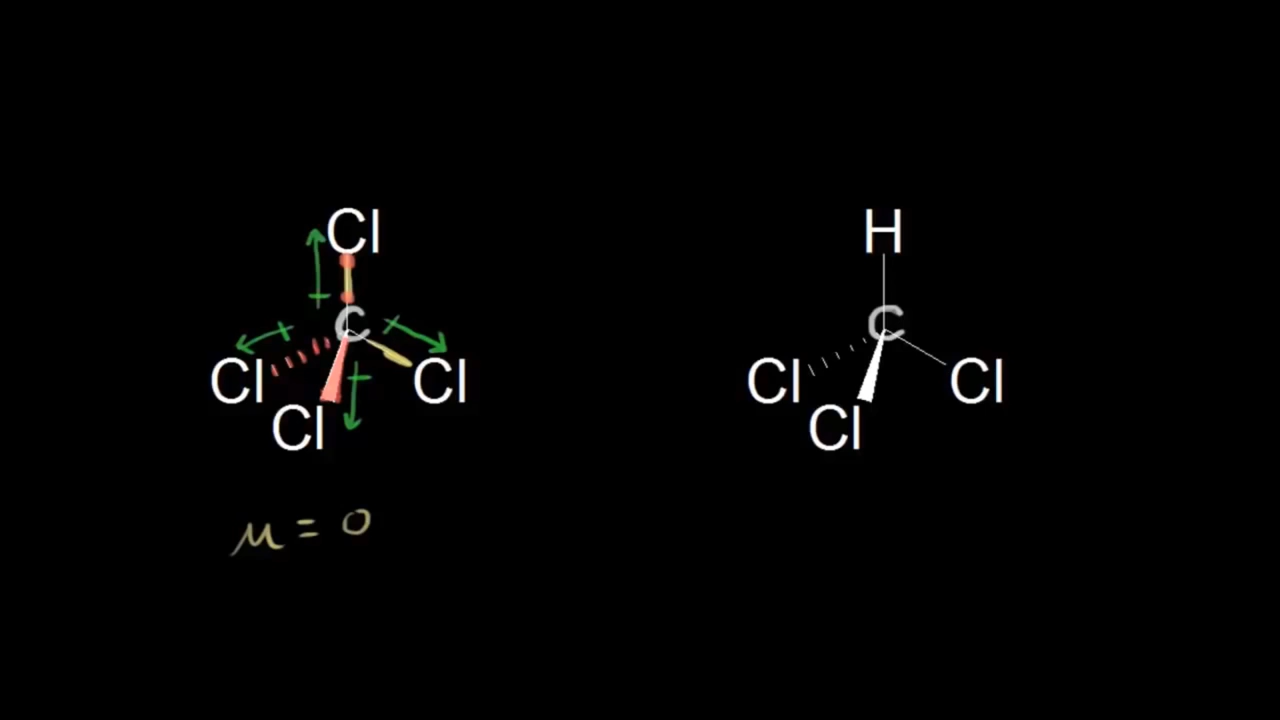 Cl H
C C
Cl Cl Cl Cl
Cl Cl
μ = 0